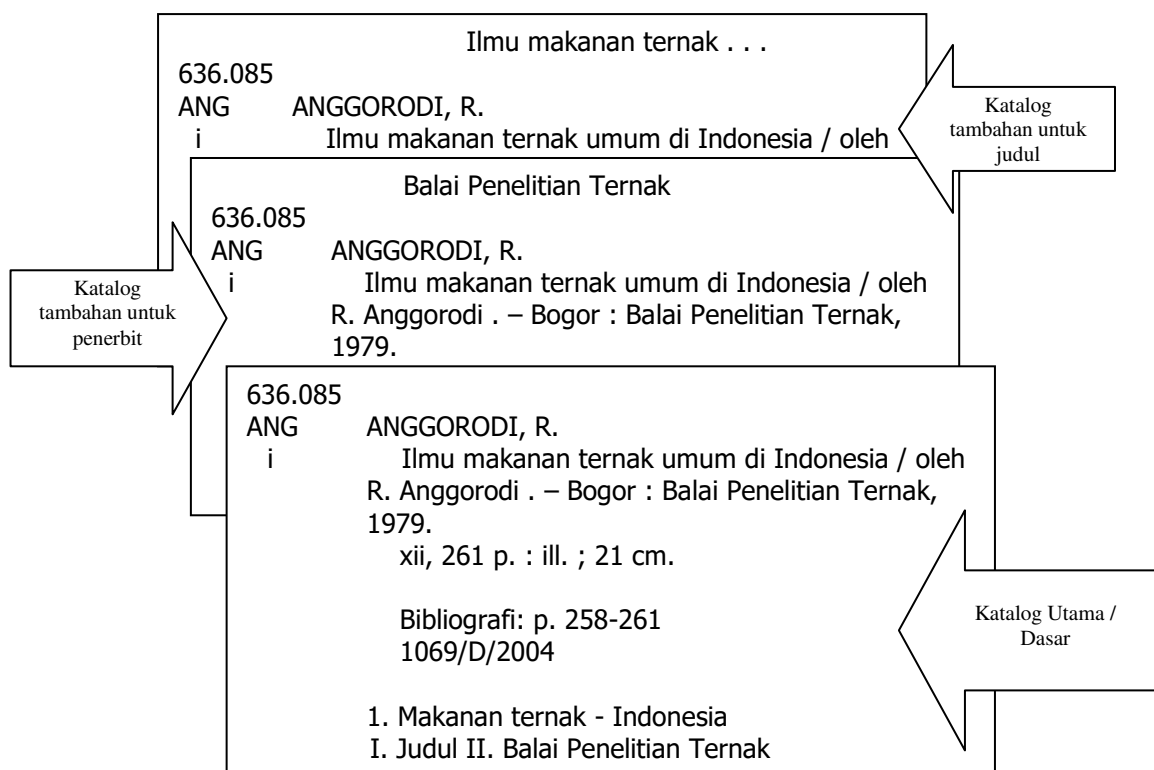 Ilmu makanan ternak . . .
636.085
ANG ANGGORODI, R.
i Ilmu makanan ternak umum di Indonesia / oleh
Katalog
tambahan untuk
judul
Balai Penelitian Ternak
636.085
ANG ANGGORODI, R.
i Ilmu makanan ternak umum di Indonesia / oleh
R. Anggorodi . – Bogor : Balai Penelitian Ternak,
1979.
Katalog
tambahan untuk
penerbit
636.085
ANG ANGGORODI, R.
i Ilmu makanan ternak umum di Indonesia / oleh
R. Anggorodi . – Bogor : Balai Penelitian Ternak,
1979.
xii, 261 p. : ill. ; 21 cm.
Bibliografi: p. 258-261
1069/D/2004
1. Makanan ternak - Indonesia
I. Judul II. Balai Penelitian Ternak
Katalog Utama /
Dasar